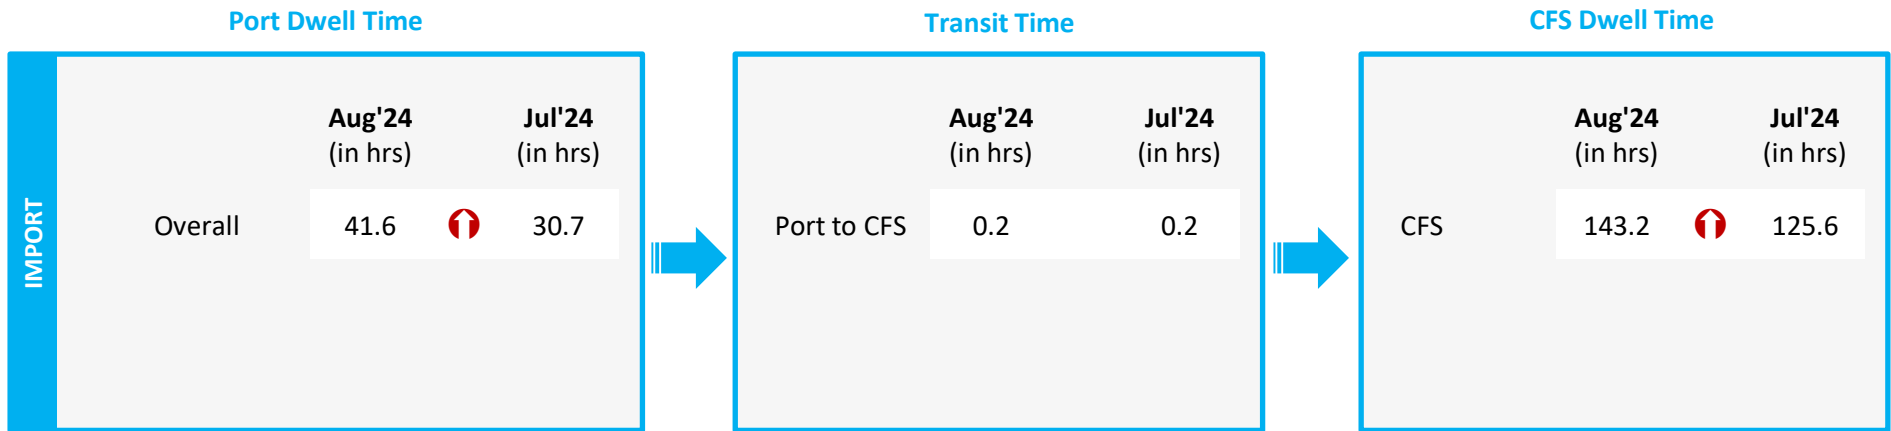 Port Dwell Time
Transit Time
CFS Dwell Time
IMPORT
Aug'24 Jul'24
(in hrs) (in hrs)
Overall 41.6 30.7
Aug'24 Jul'24
(in hrs) (in hrs)
Port to CFS 0.2 0.2
Aug'24 Jul'24
(in hrs) (in hrs)
CFS 143.2 125.6